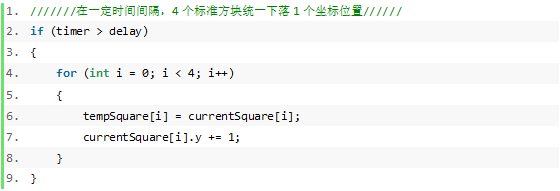 1. ///////在一定时间间隔，4 个标准方块统一下落 1 个坐标位置//////
2. if (timer > delay)
3. {
4. for (int i = 0; i < 4; i++)
5. {
6. tempSquare[i] = currentSquare[i];
7. currentSquare[i].y += 1;
8. }
9. }